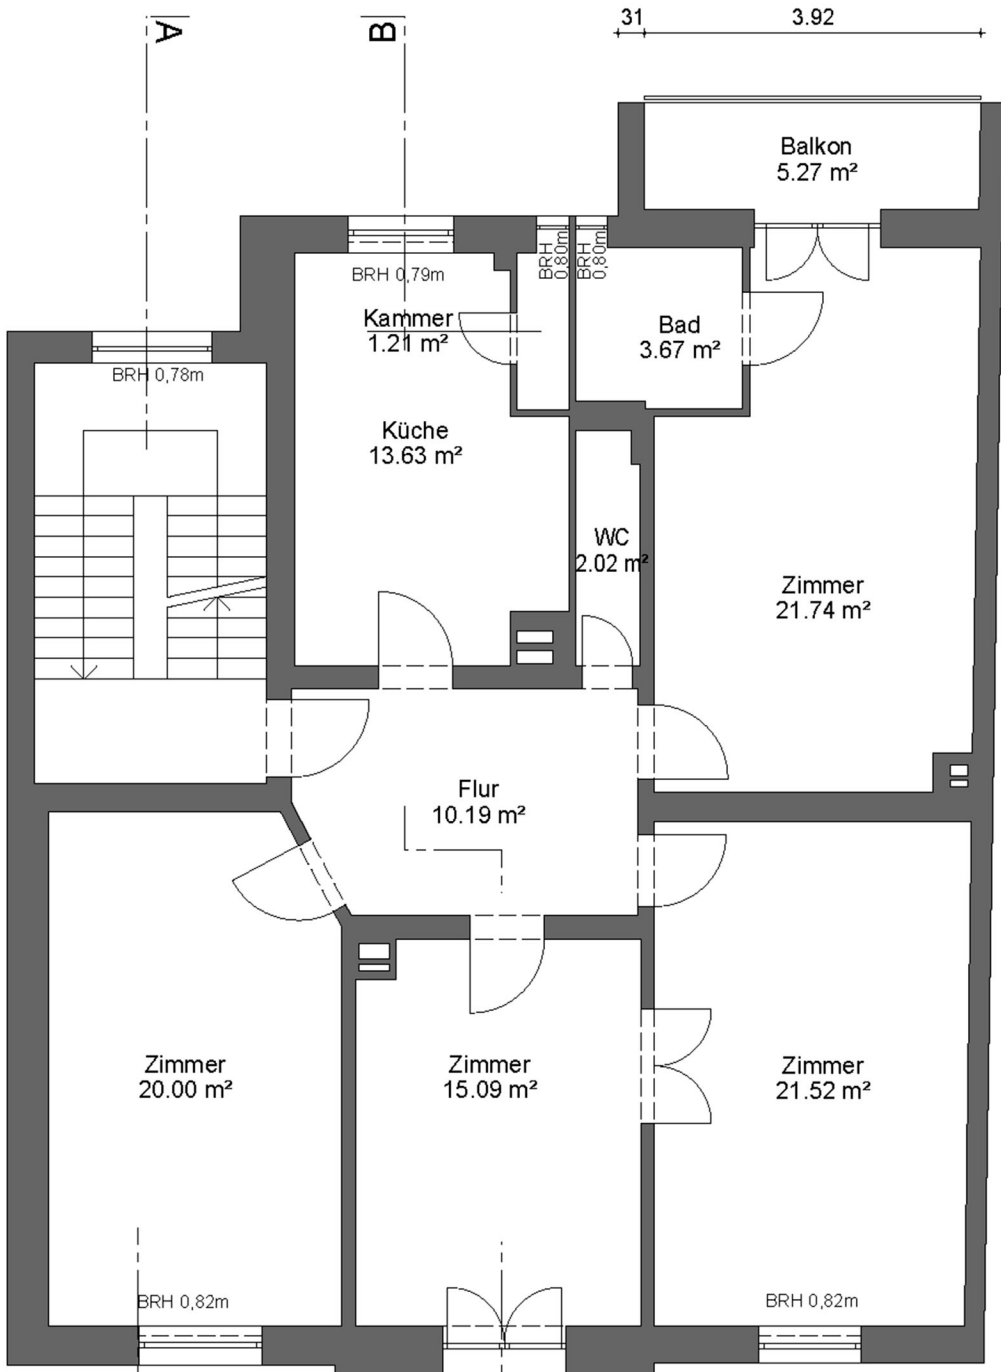 A
B
31
3.92
Balkon
5.27 m²
BRH 0,79m
BRH
0,80m
BRH
0,80m
Kammer
1.21 m²
Bad
3.67 m²
BRH 0,78m
Küche
13.63 m²
WC
2.02 m²
Zimmer
21.74 m²
Flur
10.19 m²
Zimmer
20.00 m²
Zimmer
15.09 m²
Zimmer
21.52 m²
BRH 0,82m
BRH 0,82m